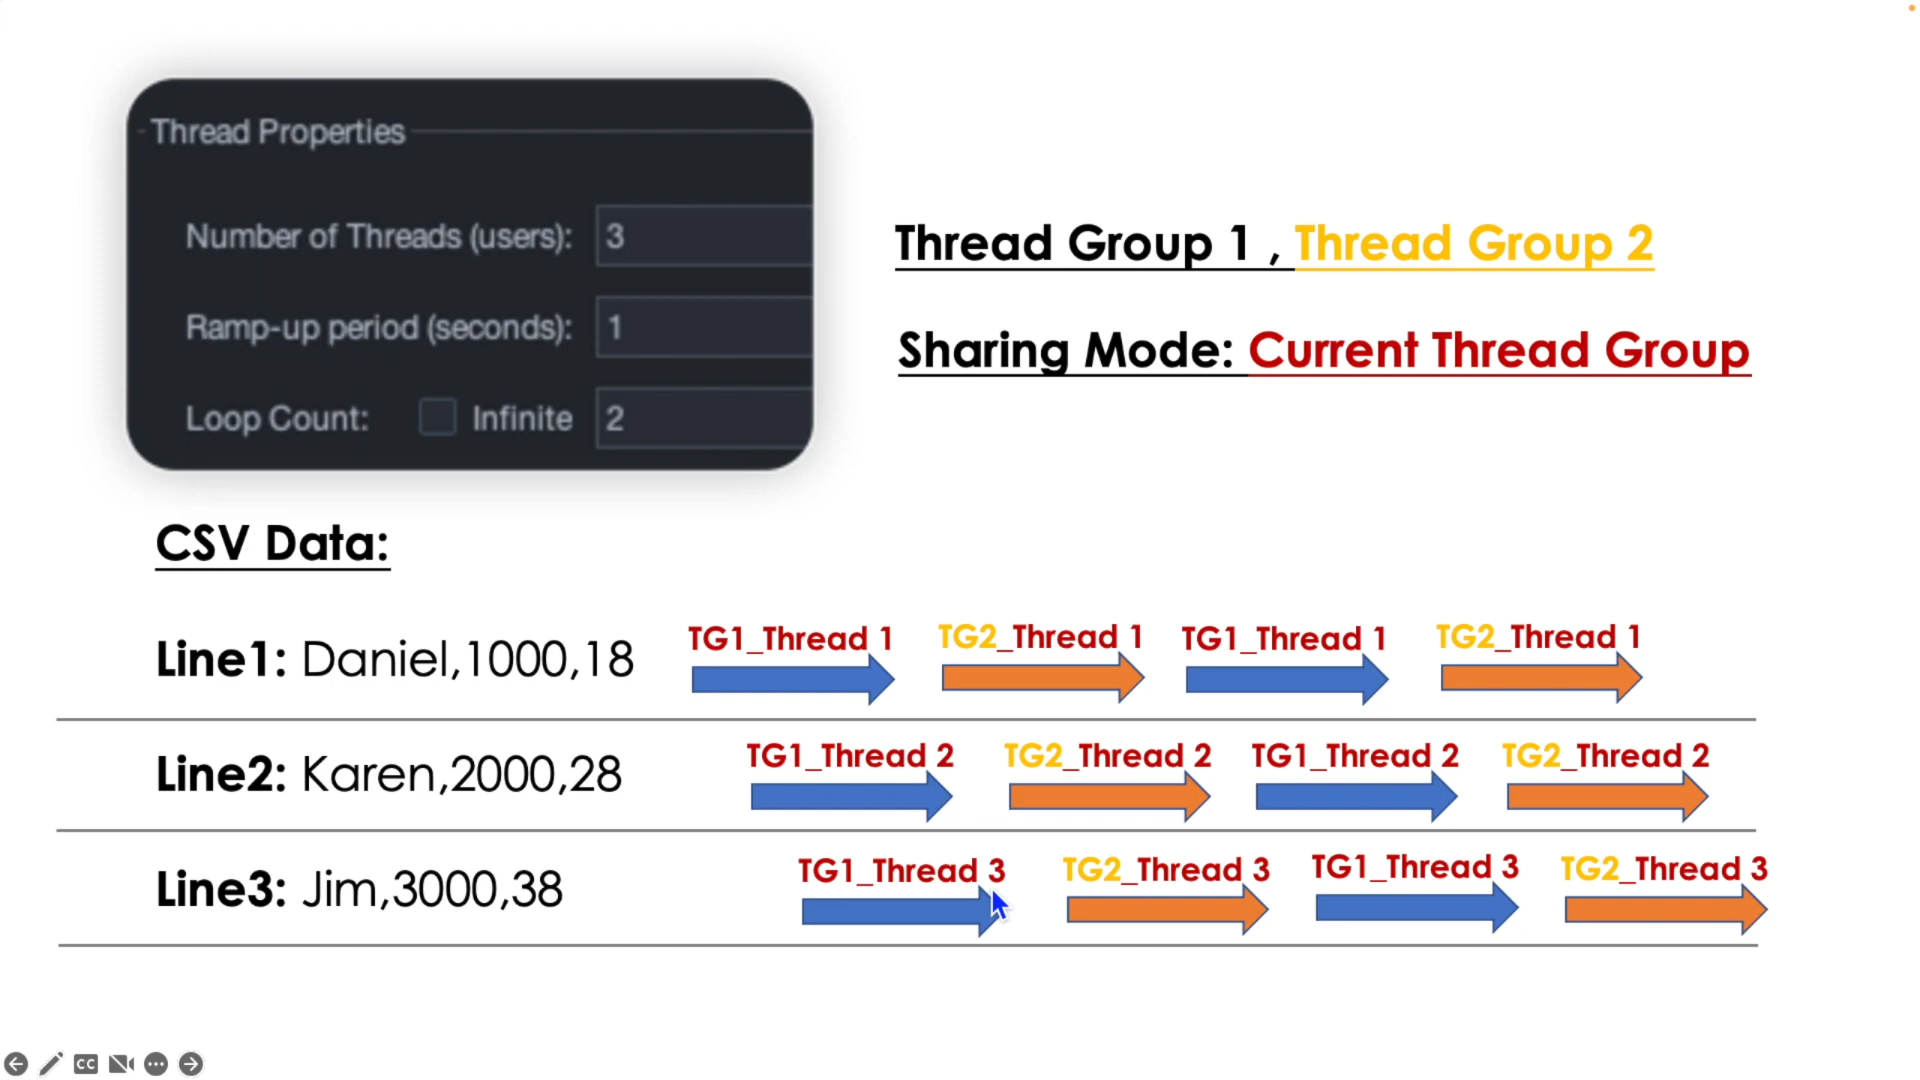 Thread Properties
Number of Threads (users): 3
Ramp-up period (seconds): 1
Loop Count: Infinite 2
Thread Group 1 , Thread Group 2
Sharing Mode: Current Thread Group
CSV Data:
TG1_Thread 1 TG2_Thread 1 TG1_Thread 1 TG2_Thread 1
Line1: Daniel,1000,18
TG1_Thread 2 TG2_Thread 2 TG1_Thread 2 TG2_Thread 2
Line2: Karen,2000,28
TG1_Thread 3 TG2_Thread 3 TG1_Thread 3 TG2_Thread 3
Line3: Jim,3000,38
CC